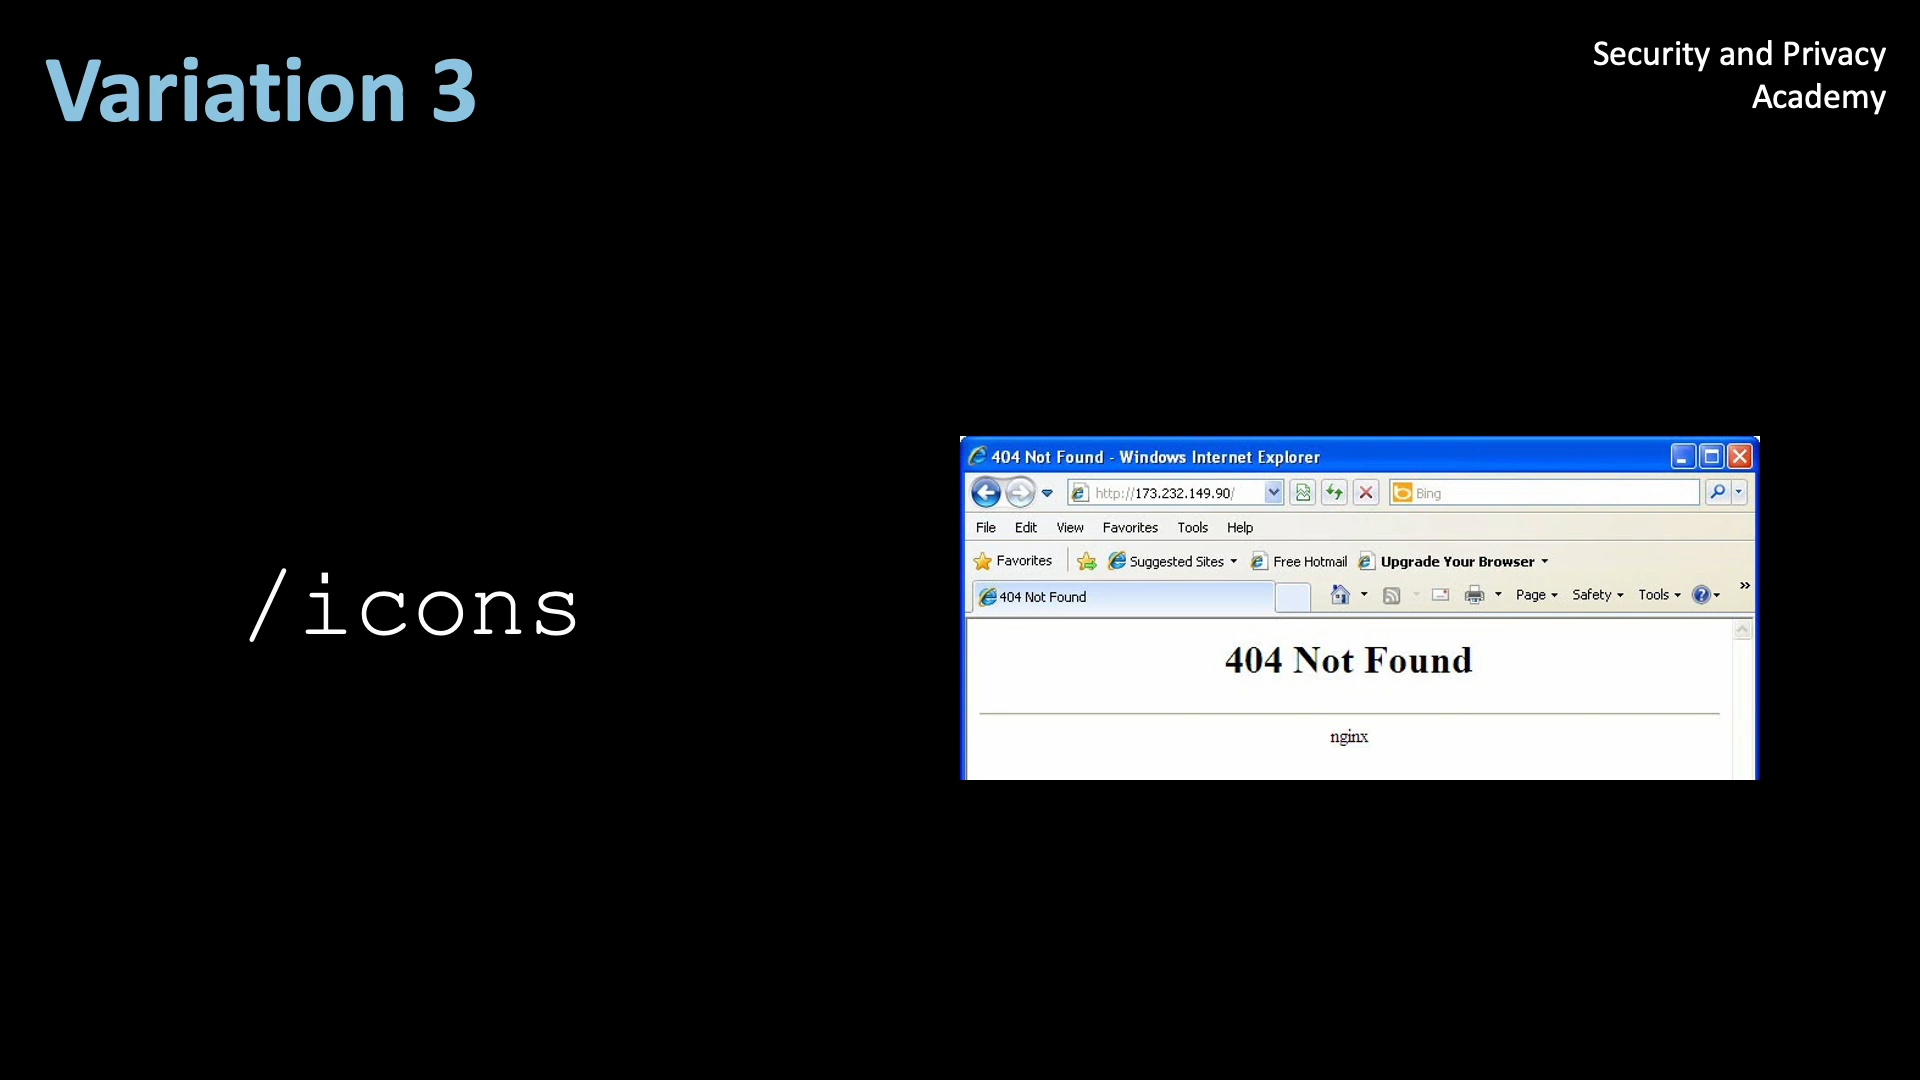 Variation 3
Security and Privacy
Academy
/icons
404 Not Found - Windows Internet Explorer
http://173.232.149.90/
Bing
File Edit View Favorites Tools Help
Favorites Suggested Sites Free Hotmail Upgrade Your Browser
404 Not Found Page Safety Tools
404 Not Found
nginx